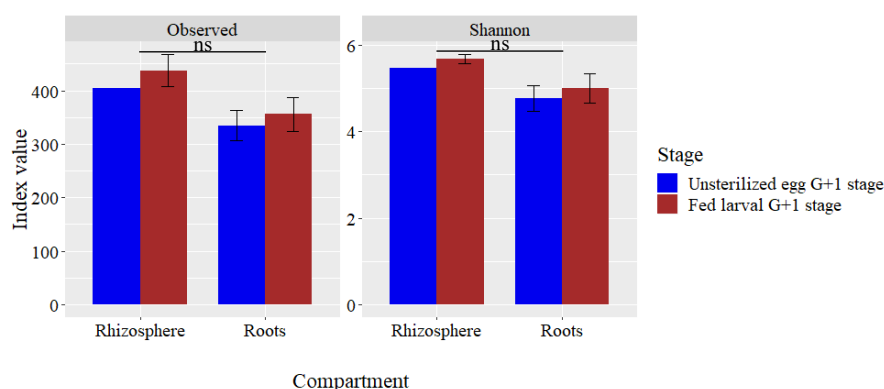 Observed
Shannon
ns
ns
Index value
400
300
200
100
0
6
4
2
0
Rhizosphere
Roots
Rhizosphere
Roots
Compartment
Stage
Unsterilized egg G+1 stage
Fed larval G+1 stage